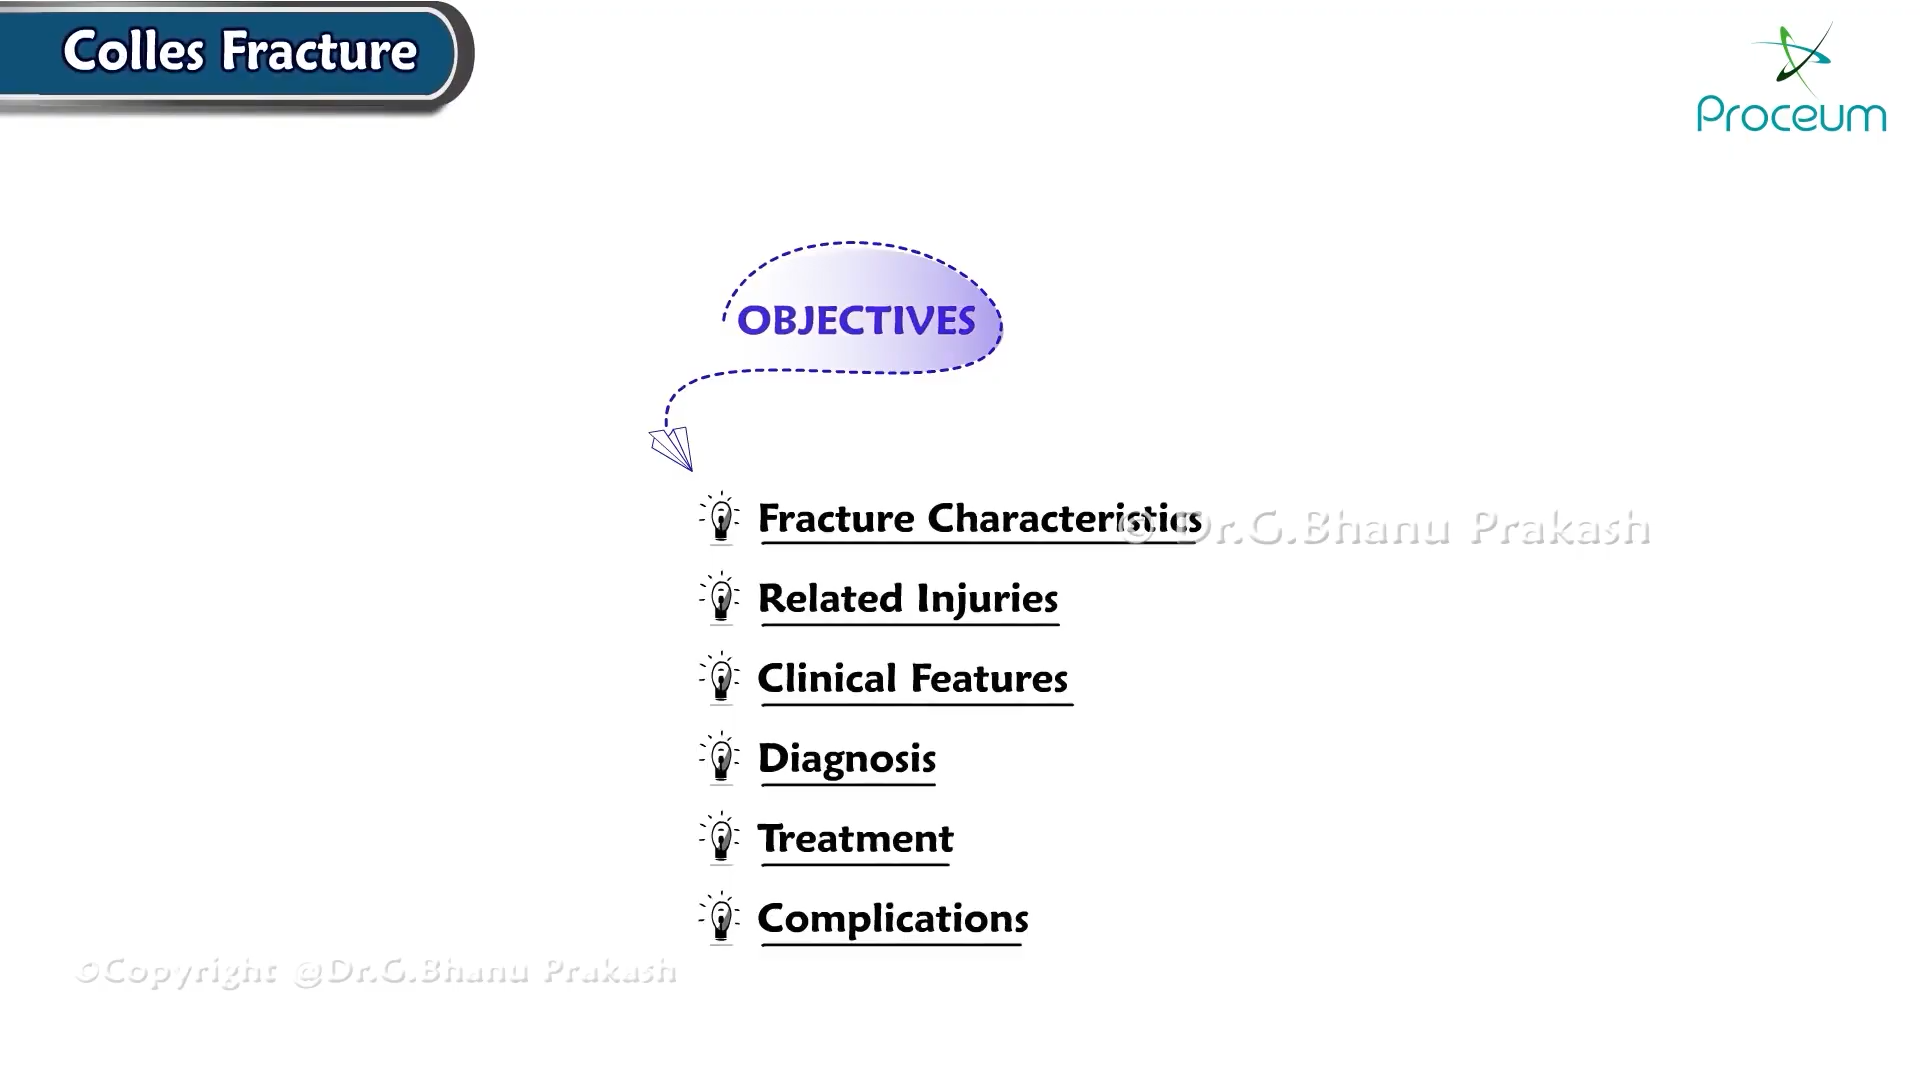 Colles Fracture
Proceum
OBJECTIVES
Fracture Characteristics
© Dr.G.Bhanu Prakash
Related Injuries
Clinical Features
Diagnosis
Treatment
Complications
©Copyright @Dr.G.Bhanu Prakash